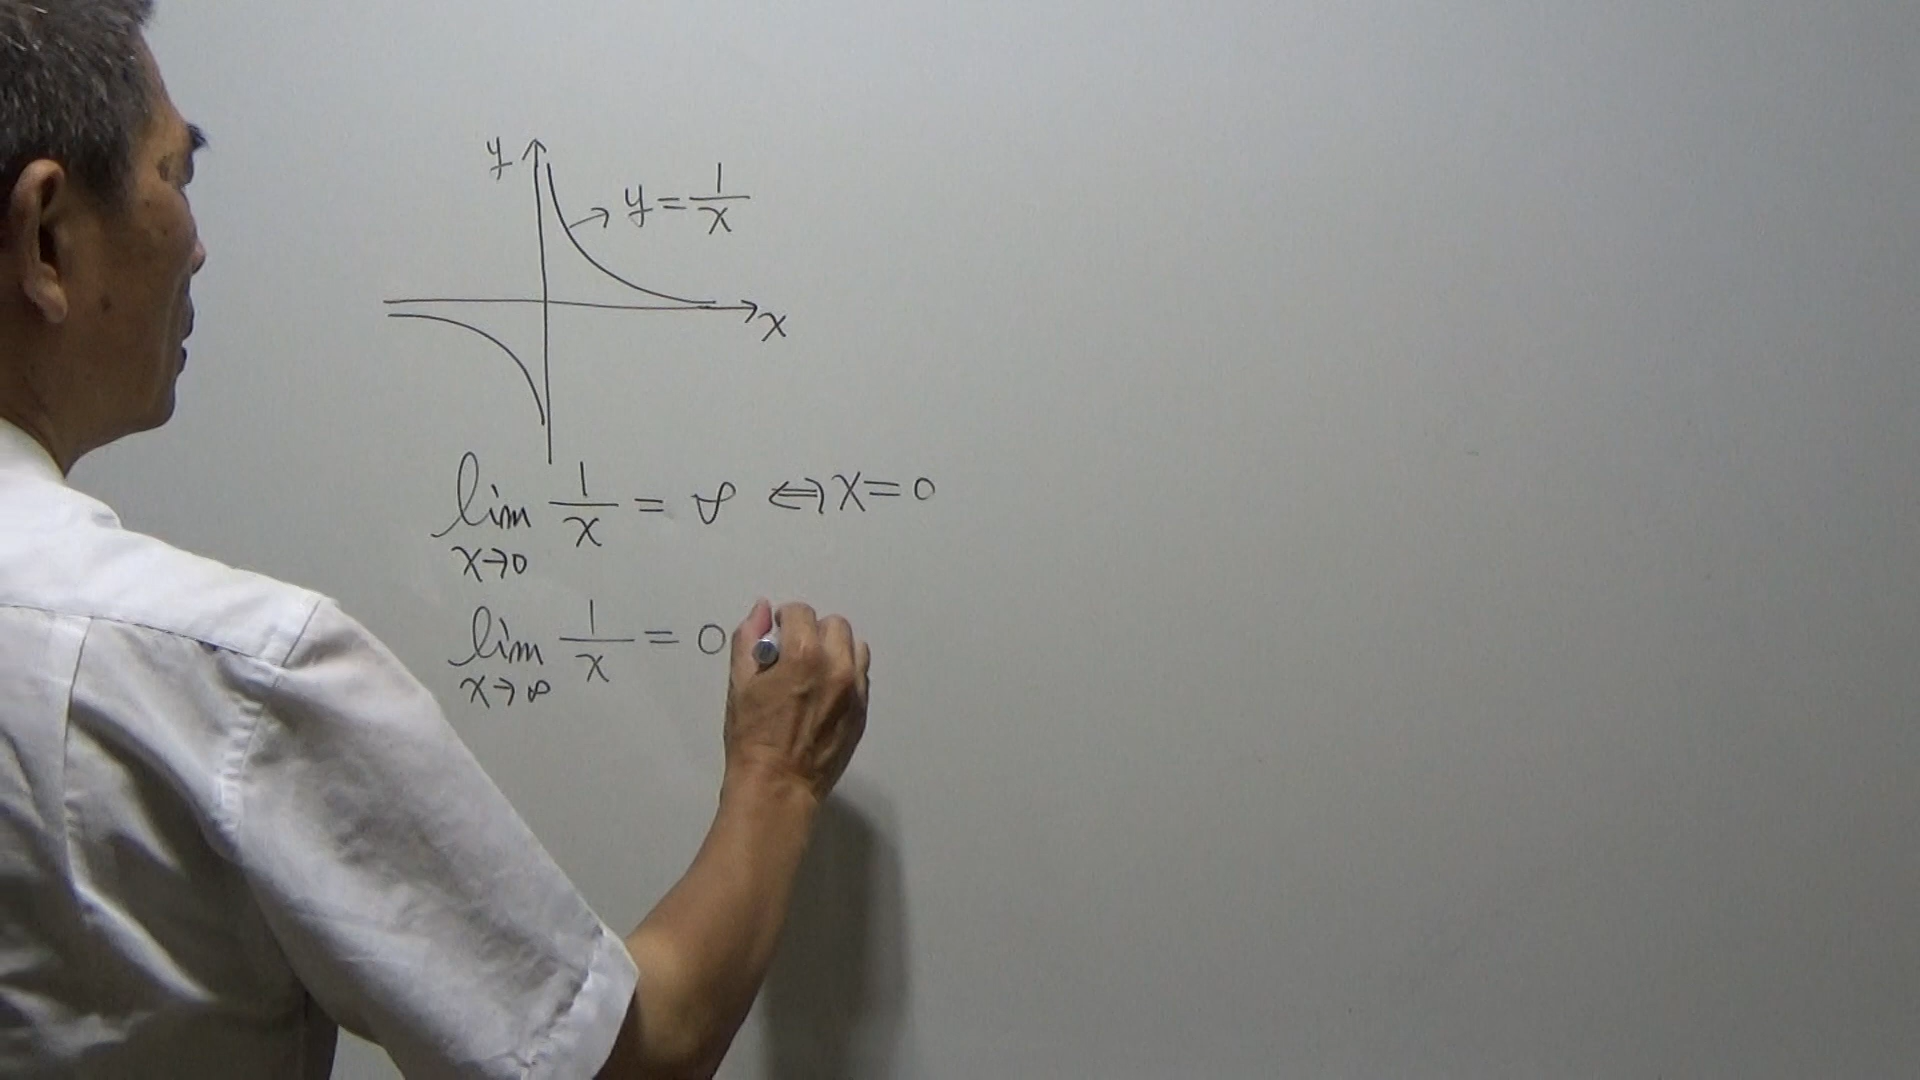 y
y = 1/x
x
lim x→0 1/x = ∞ ⇔ x = 0
lim x→∞ 1/x = 0